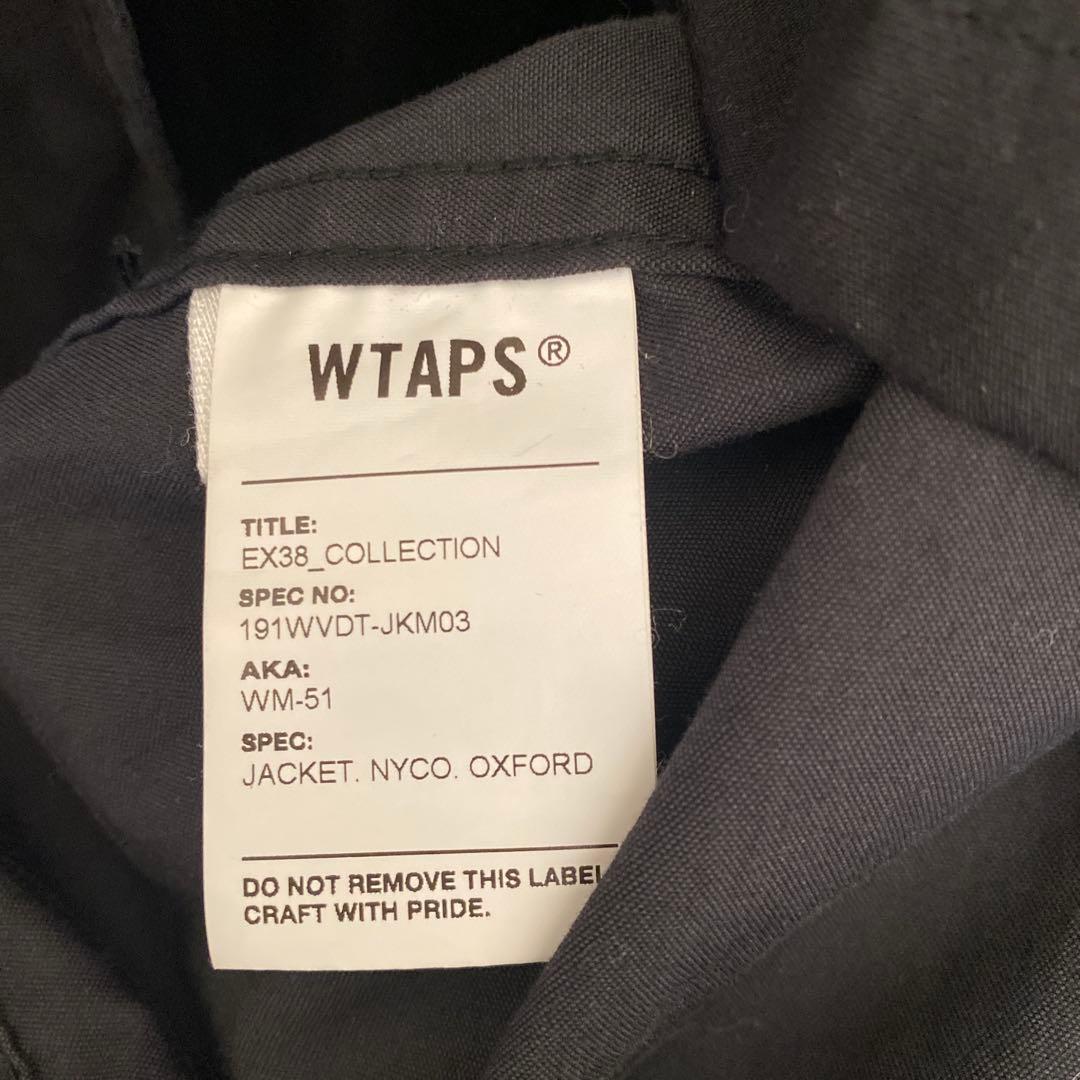 WTAPS®
TITLE:
EX38_COLLECTION
SPEC NO:
191WVDT-JKM03
AKA:
WM-51
SPEC:
JACKET. NYCO. OXFORD
DO NOT REMOVE THIS LABEL
CRAFT WITH PRIDE.